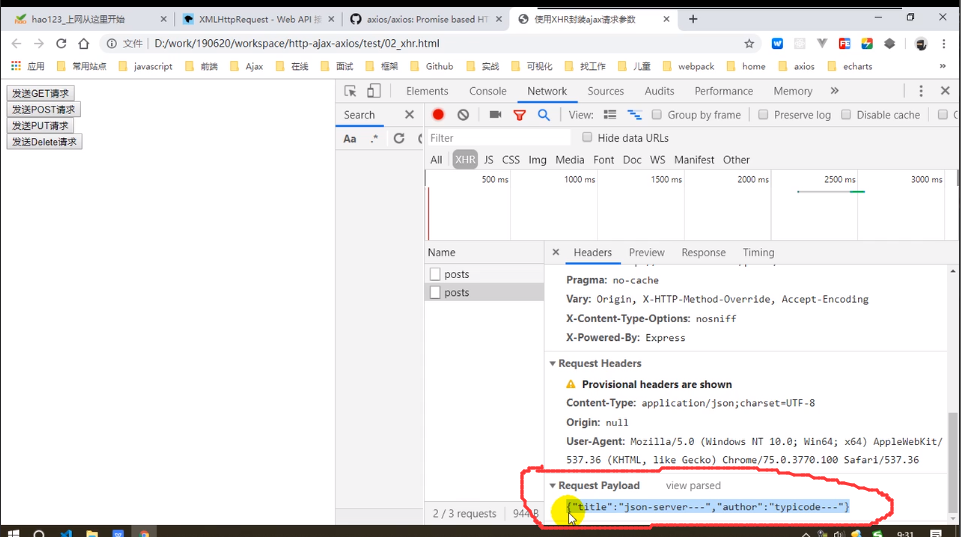 hao123_上网从这里开始
XMLHttpRequest - Web API 接
axios/axios: Promise based HT
使用XHR封装ajax请求参数
文件 D:/work/190620/workspace/http-ajax-axios/test/02_xhr.html
应用 常用站点 javascript 前端 Ajax 在线 面试 框架 Github 实战 可视化 找工作 儿童 webpack home axios echarts »
发送GET请求
发送POST请求
发送PUT请求
发送Delete请求
Elements Console Network Sources Audits Performance Memory »
Search
View: Group by frame Preserve log Disable cache
Aa .*
Filter Hide data URLs
All XHR JS CSS Img Media Font Doc WS Manifest Other
500 ms 1000 ms 1500 ms 2000 ms 2500 ms 3000 ms
Name
posts
posts
Headers Preview Response Timing
Pragma: no-cache
Vary: Origin, X-HTTP-Method-Override, Accept-Encoding
X-Content-Type-Options: nosniff
X-Powered-By: Express
Request Headers
Provisional headers are shown
Content-Type: application/json;charset=UTF-8
Origin: null
User-Agent: Mozilla/5.0 (Windows NT 10.0; Win64; x64) AppleWebKit/
537.36 (KHTML, like Gecko) Chrome/75.0.3770.100 Safari/537.36
Request Payload view parsed
{"title":"json-server---","author":"typicode---"}
2 / 3 requests 944 B
9:31